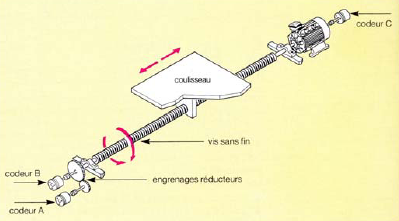 codeur C
coulisseau
vis sans fin
codeur B
engrenages réducteurs
codeur A